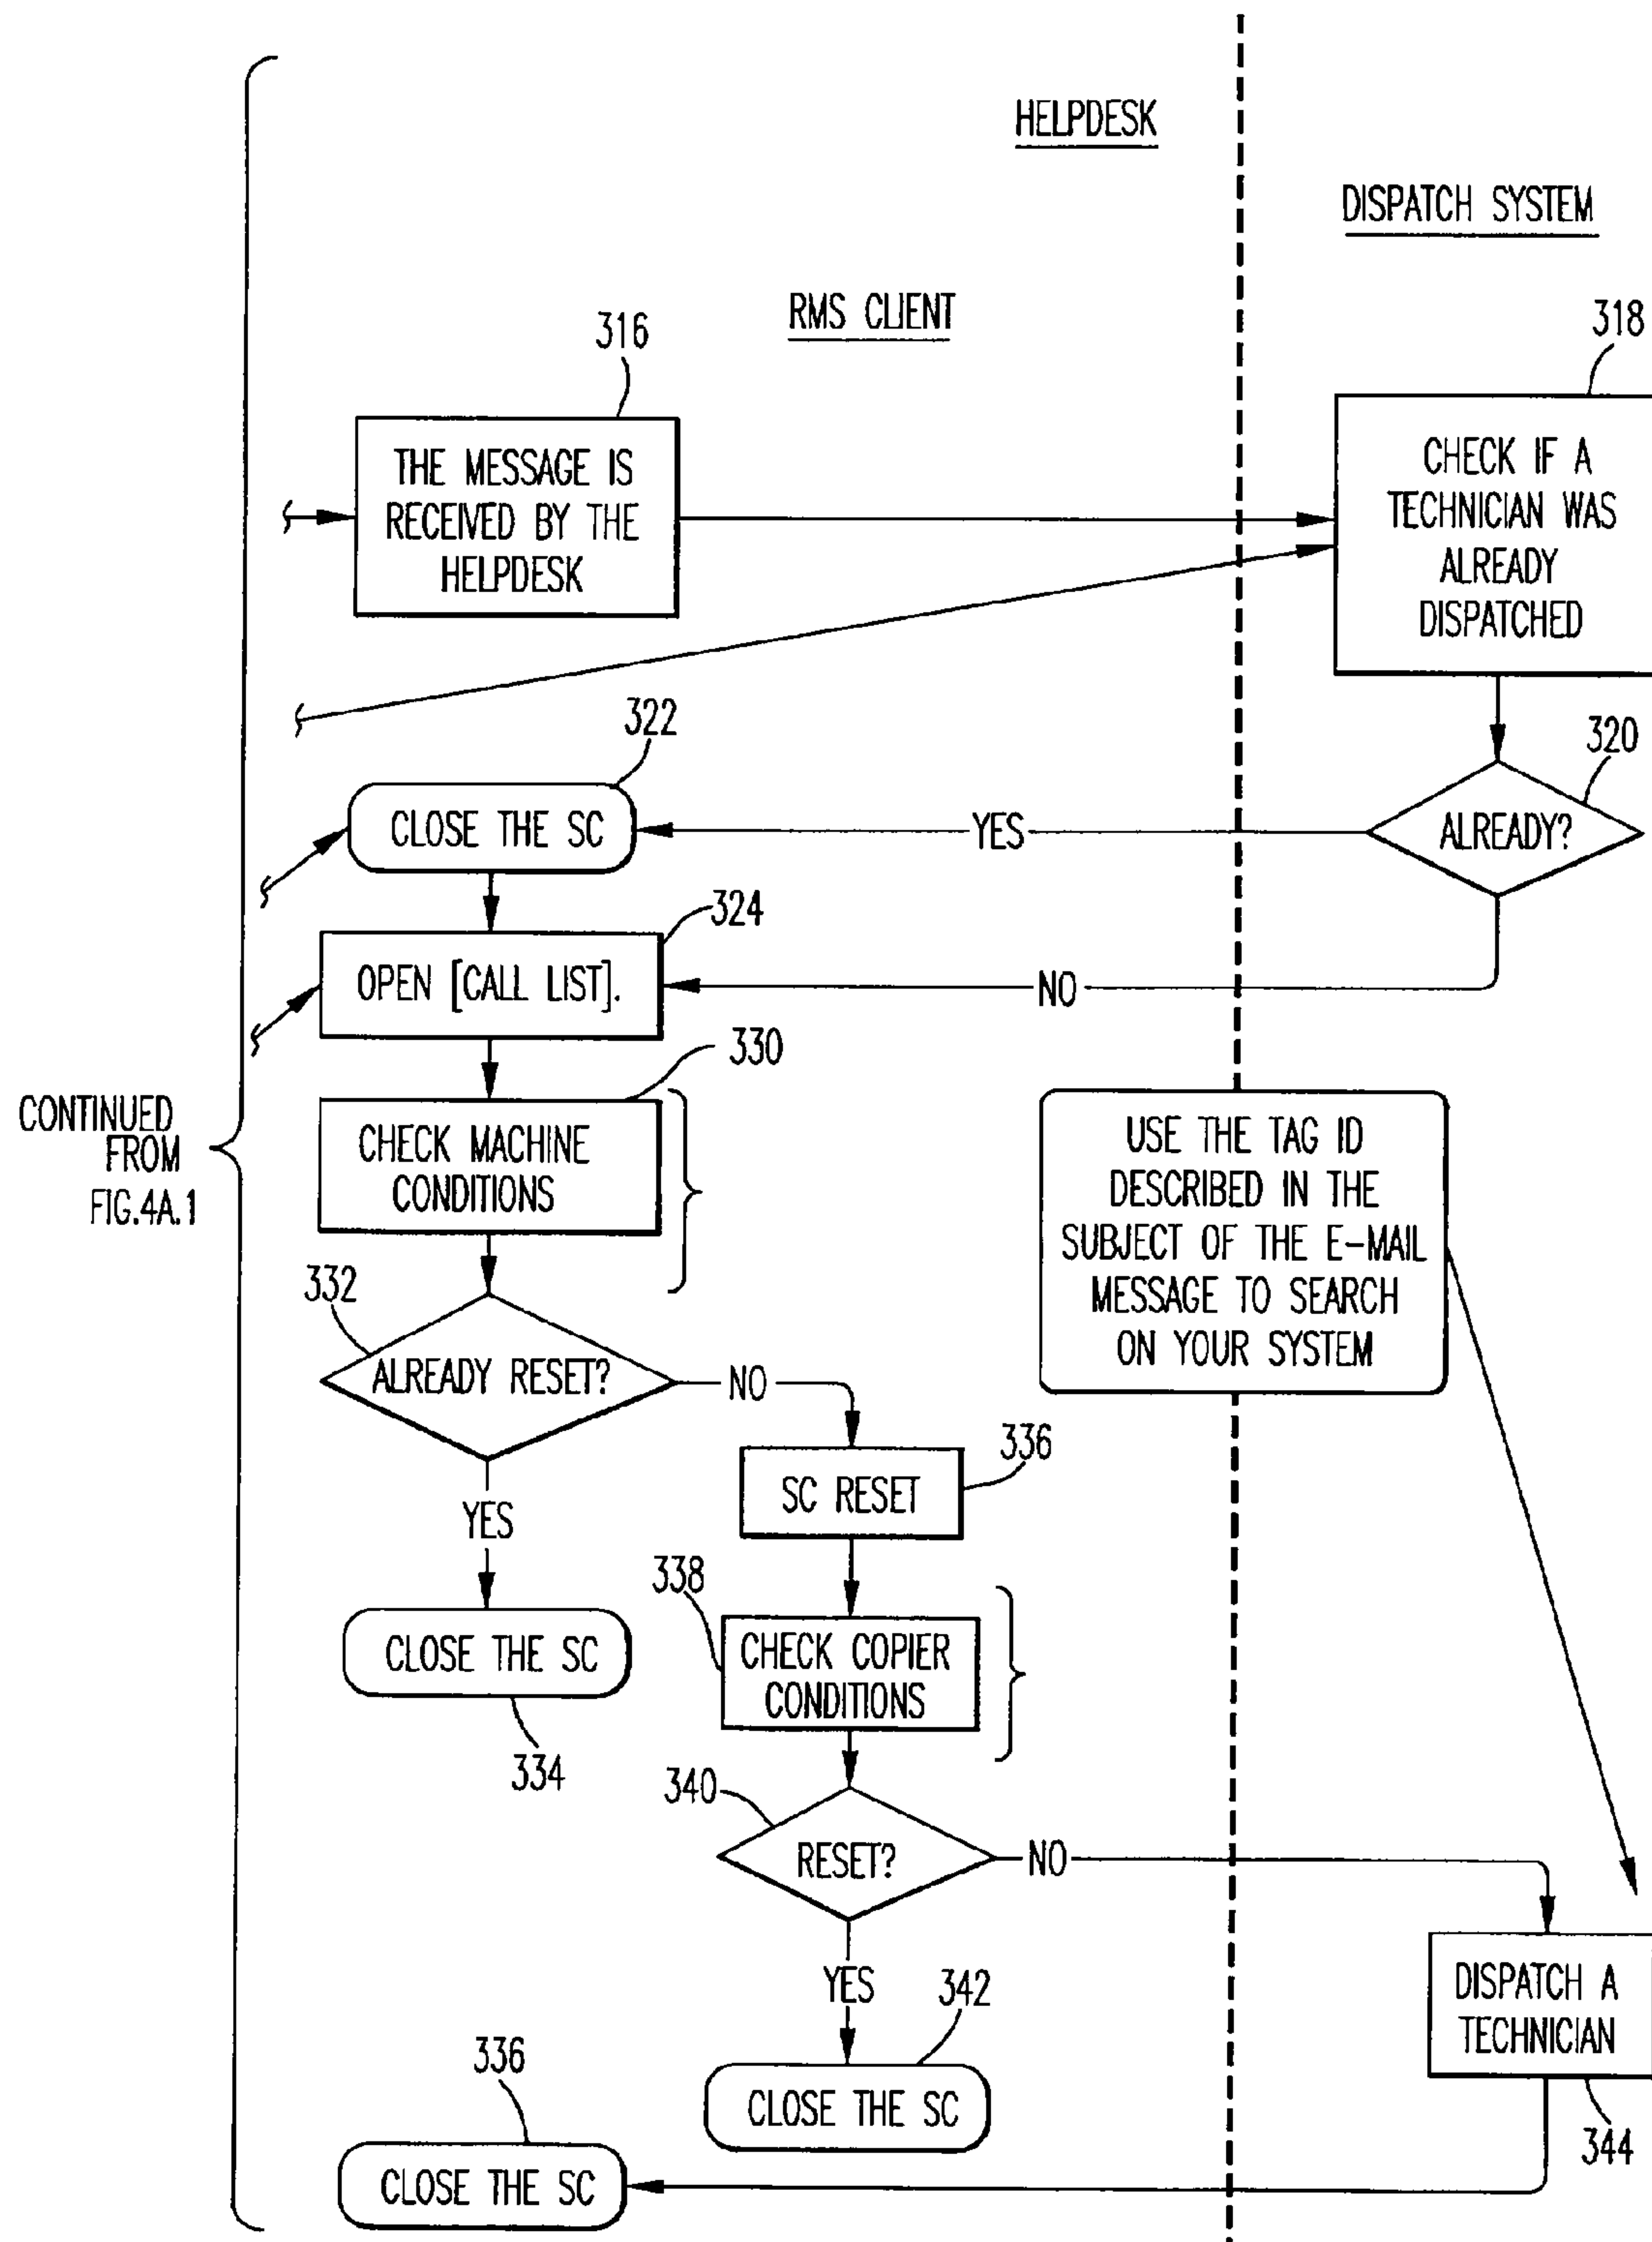 HELPDESK
DISPATCH SYSTEM
RMS CLIENT
316
318
THE MESSAGE IS
RECEIVED BY THE
HELPDESK
CHECK IF A
TECHNICIAN WAS
ALREADY
DISPATCHED
322
320
CLOSE THE SC
YES
ALREADY?
324
OPEN [CALL LIST].
NO
330
CONTINUED
FROM
FIG.4A.1
CHECK MACHINE
CONDITIONS
USE THE TAG ID
DESCRIBED IN THE
SUBJECT OF THE E-MAIL
MESSAGE TO SEARCH
ON YOUR SYSTEM
332
ALREADY RESET?
NO
336
SC RESET
YES
338
CHECK COPIER
CONDITIONS
CLOSE THE SC
334
340
RESET?
NO
YES
342
DISPATCH A
TECHNICIAN
336
CLOSE THE SC
344
CLOSE THE SC